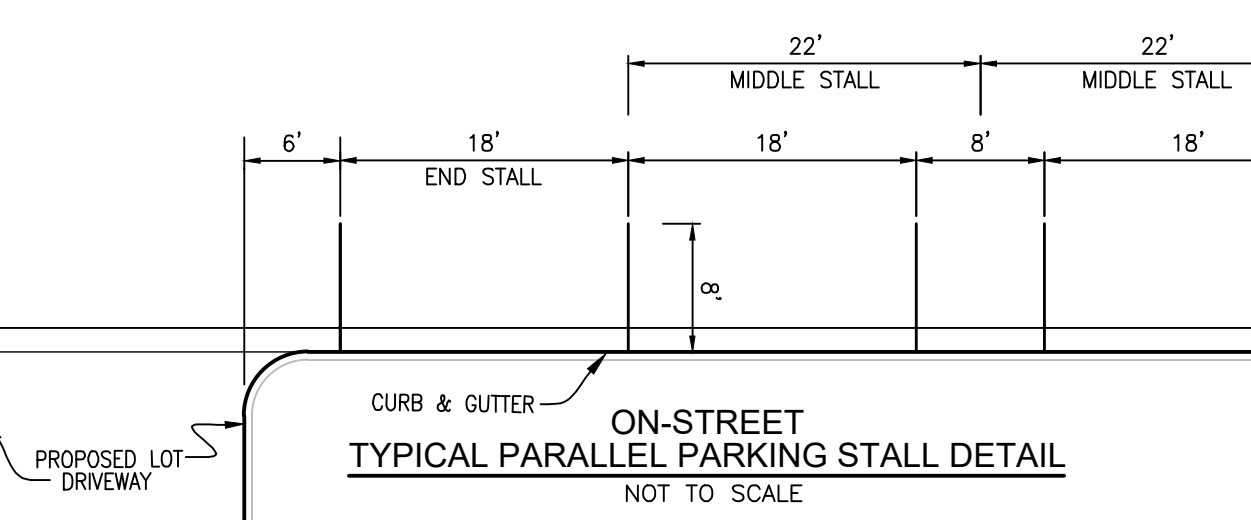 22'
22'
MIDDLE STALL
MIDDLE STALL
6'
18'
18'
8'
18'
END STALL
8'
CURB & GUTTER
ON-STREET
TYPICAL PARALLEL PARKING STALL DETAIL
NOT TO SCALE
PROPOSED LOT
DRIVEWAY